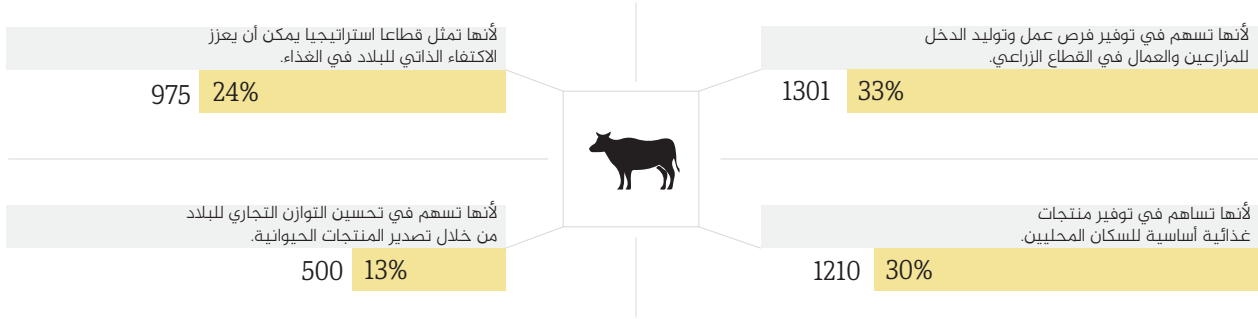 لأنها تسهم في توفير فرص عمل وتوليد الدخل
للمزارعين والعمال في القطاع الزراعي.
1301 33%
لأنها تمثل قطاعا استراتيجيا يمكن أن يعزز
الاكتفاء الذاتي للبلاد في الغذاء.
975 24%
لأنها تساهم في توفير منتجات
غذائية أساسية للسكان المحليين.
1210 30%
لأنها تسهم في تحسين التوازن التجاري للبلاد
من خلال تصدير المنتجات الحيوانية.
500 13%